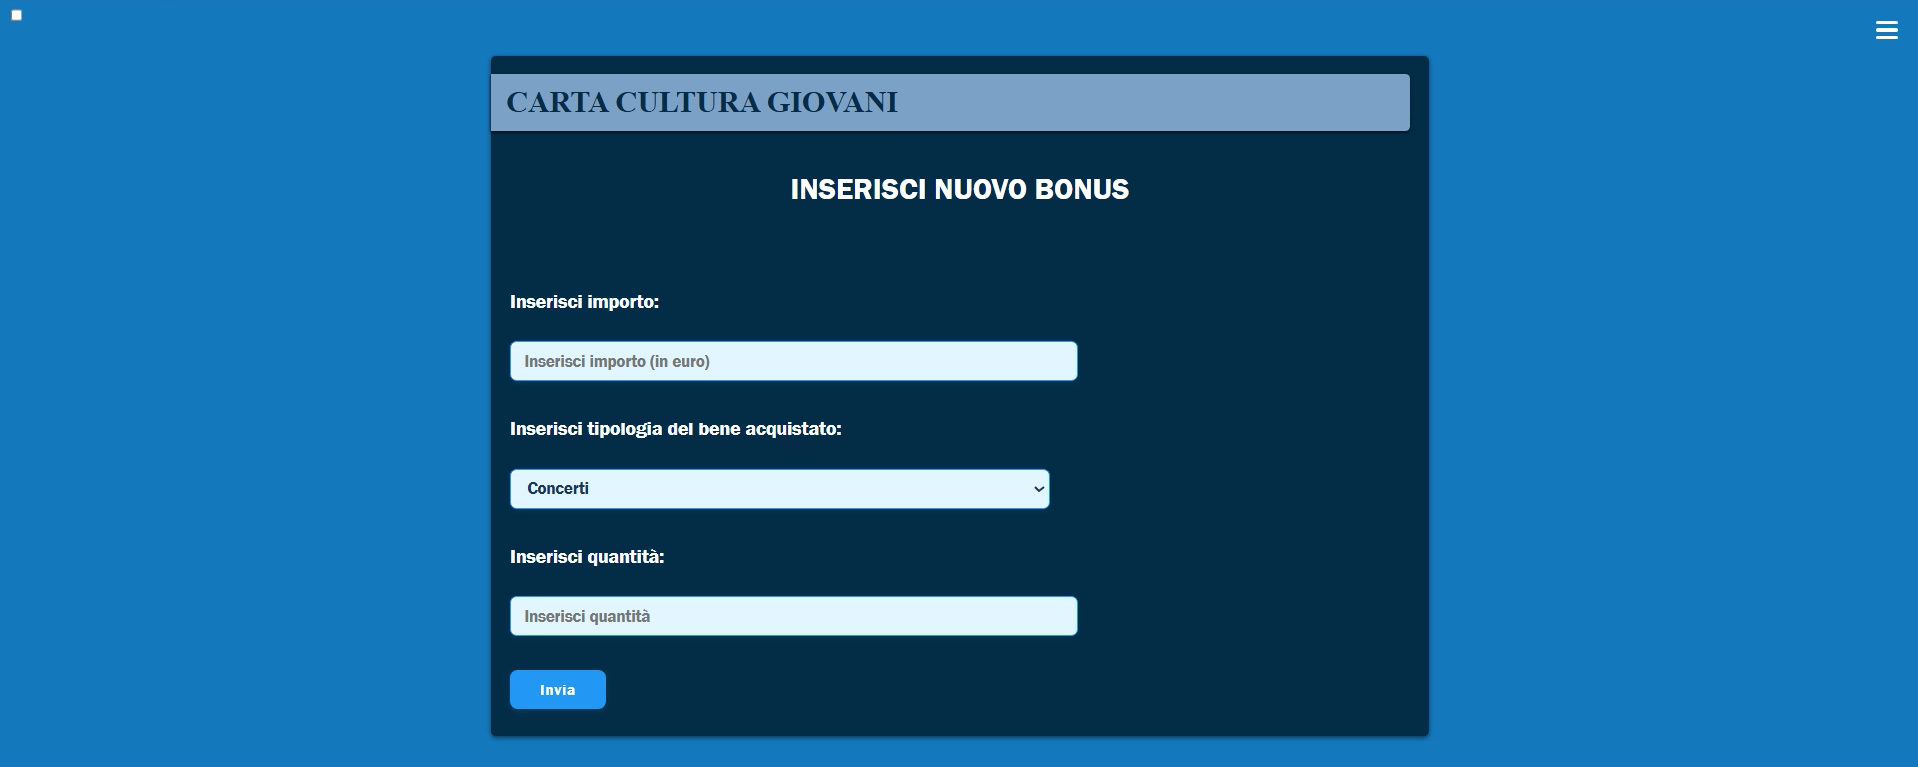 CARTA CULTURA GIOVANI
INSERISCI NUOVO BONUS
Inserisci importo:
Inserisci importo (in euro)
Inserisci tipologia del bene acquistato:
Concerti
Inserisci quantità:
Inserisci quantità
Invia